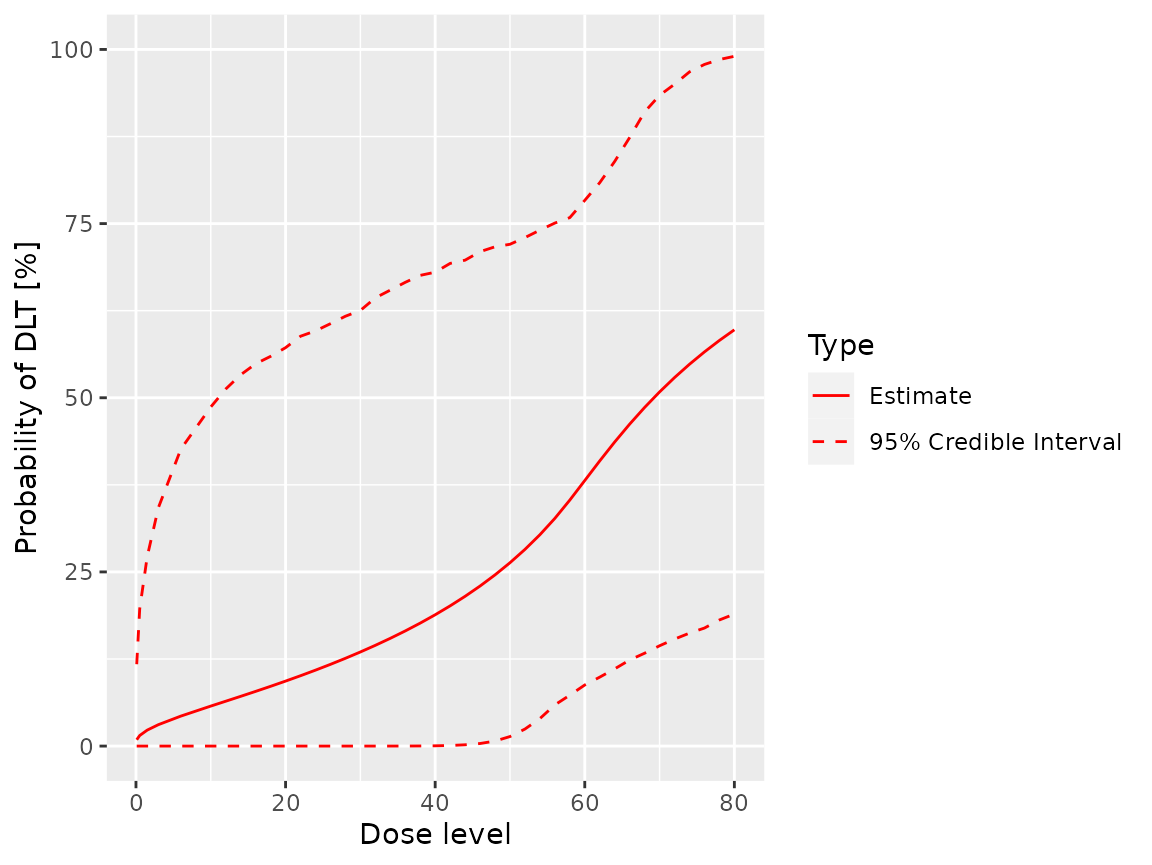 100
75
50
25
0
Probability of DLT [%]
0 20 40 60 80
Dose level
Type
Estimate
95% Credible Interval